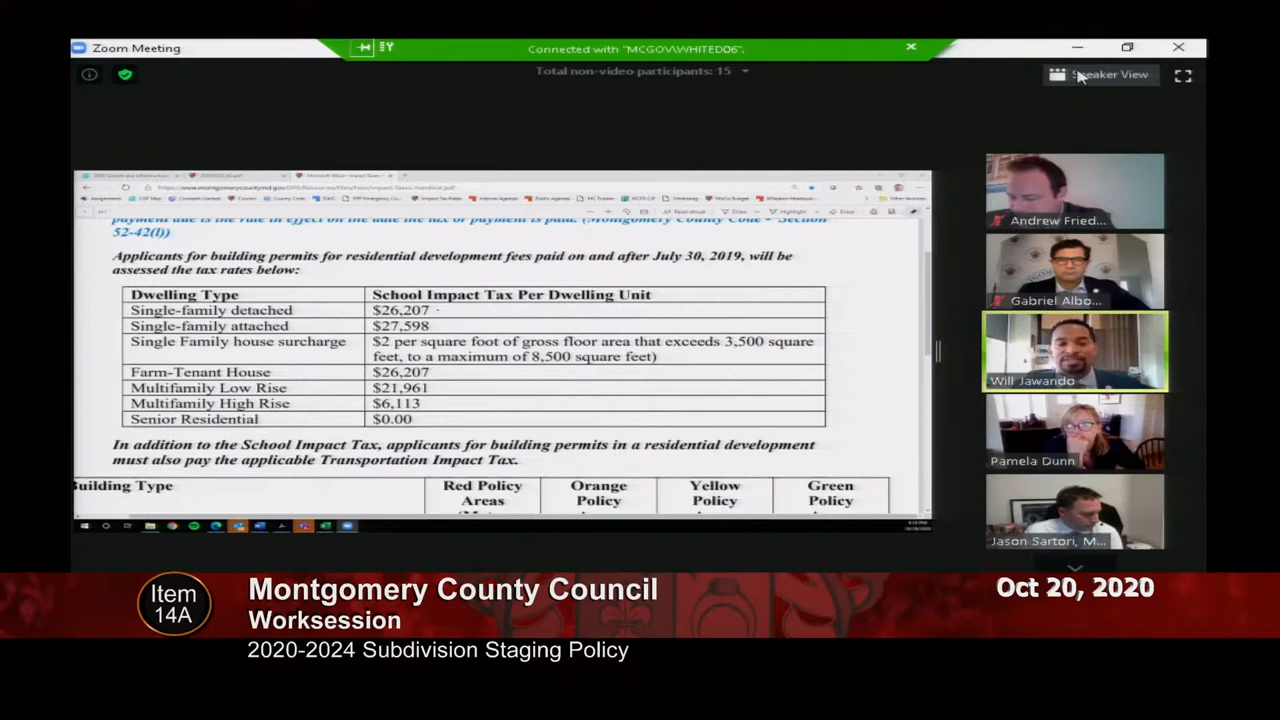 Zoom Meeting
Connected with "MCGOV\WHITED06".
Total non-video participants: 15
Speaker View
payment due is the rate in effect on the date the tax or payment is paid. (Montgomery County Code - Section
52-42(I))
Applicants for building permits for residential development fees paid on and after July 30, 2019, will be
assessed the tax rates below:
Dwelling Type School Impact Tax Per Dwelling Unit
Single-family detached $26,207
Single-family attached $27,598
Single Family house surcharge $2 per square foot of gross floor area that exceeds 3,500 square
feet, to a maximum of 8,500 square feet)
Farm-Tenant House $26,207
Multifamily Low Rise $21,961
Multifamily High Rise $6,113
Senior Residential $0.00
In addition to the School Impact Tax, applicants for building permits in a residential development
must also pay the applicable Transportation Impact Tax.
Building Type Red Policy Orange Yellow Green
Areas Policy Policy Policy
Andrew Fried...
Gabriel Albo...
Will Jawando
Pamela Dunn
Jason Sartori, M...
Item
14A
Montgomery County Council
Worksession
2020-2024 Subdivision Staging Policy
Oct 20, 2020